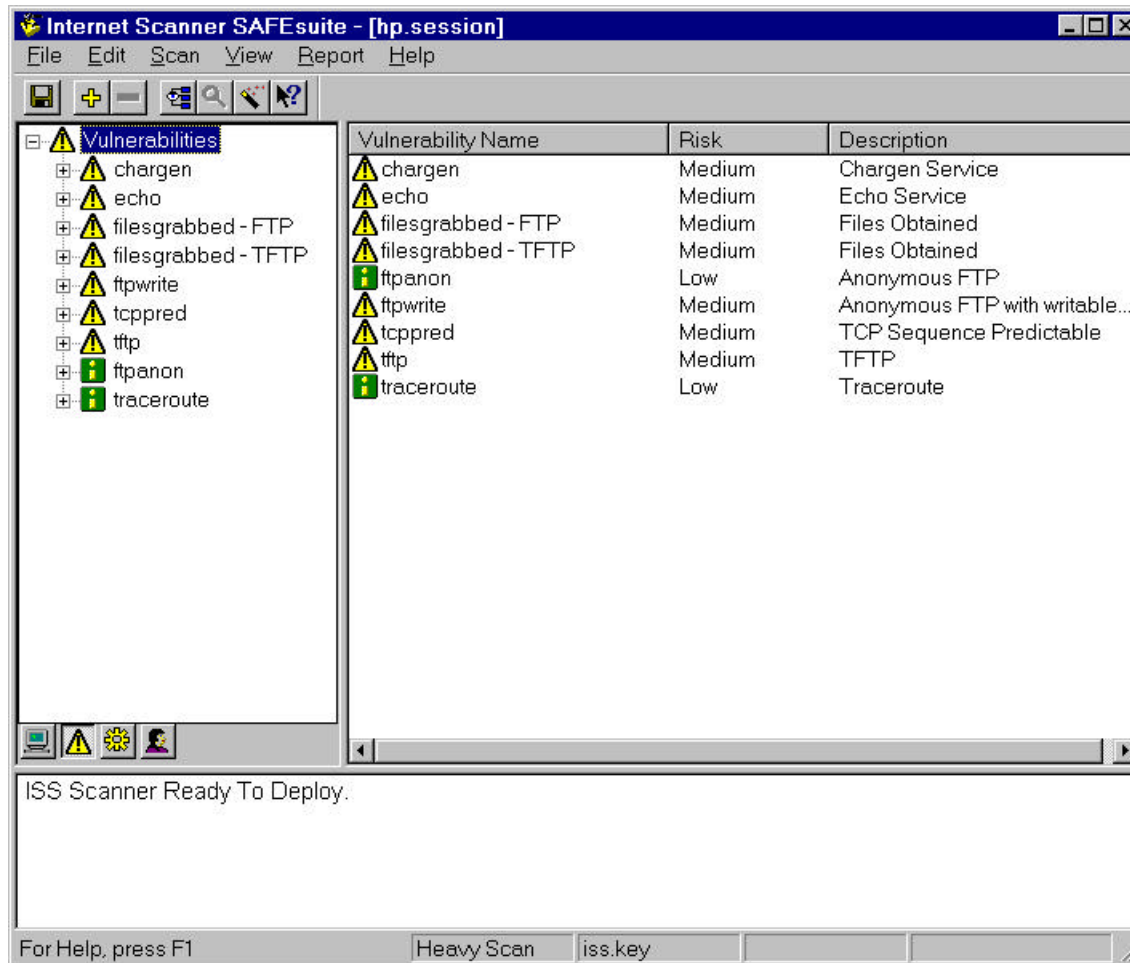 Internet Scanner SAFEsuite - [hp.session]
File Edit Scan View Report Help
Vulnerabilities
chargen
echo
filesgrabbed - FTP
filesgrabbed - TFTP
ftpwrite
tcppred
tftp
ftpanon
traceroute
Vulnerability Name Risk Description
chargen Medium Chargen Service
echo Medium Echo Service
filesgrabbed - FTP Medium Files Obtained
filesgrabbed - TFTP Medium Files Obtained
ftpanon Low Anonymous FTP
ftpwrite Medium Anonymous FTP with writable...
tcppred Medium TCP Sequence Predictable
tftp Medium TFTP
traceroute Low Traceroute
ISS Scanner Ready To Deploy.
For Help, press F1 Heavy Scan iss.key